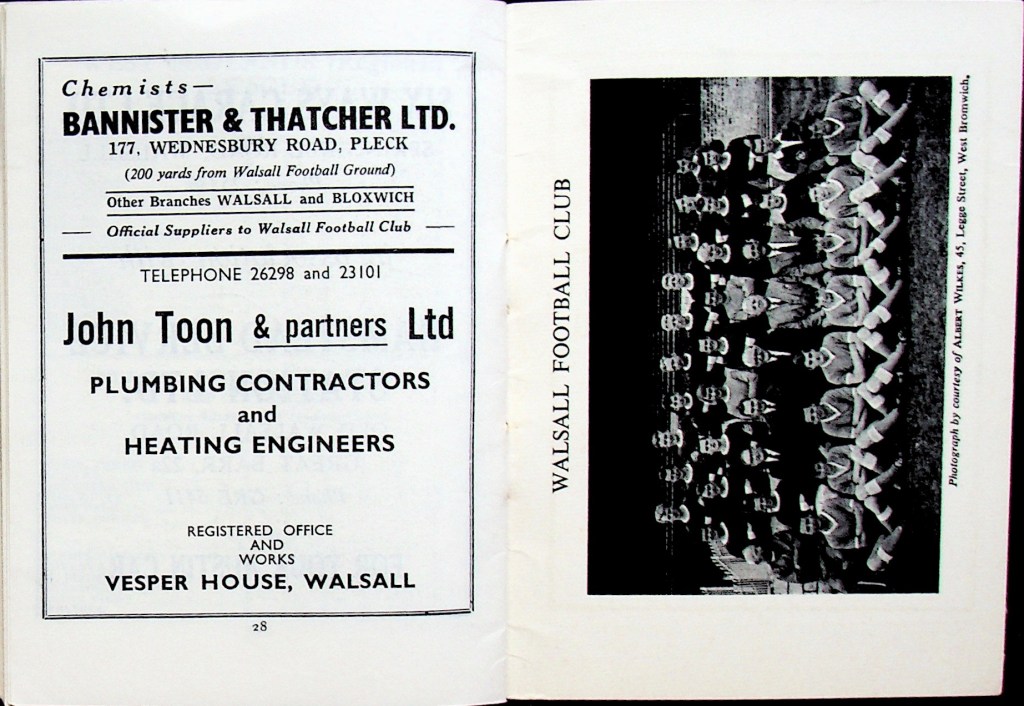 Chemists—
BANNISTER & THATCHER LTD.
177, WEDNESBURY ROAD, PLECK
(200 yards from Walsall Football Ground)
Other Branches WALSALL and BLOXWICH
— Official Suppliers to Walsall Football Club —
TELEPHONE 26298 and 23101
John Toon & partners Ltd
PLUMBING CONTRACTORS
and
HEATING ENGINEERS
REGISTERED OFFICE
AND
WORKS
VESPER HOUSE, WALSALL
28
WALSALL FOOTBALL CLUB
Photograph by courtesy of ALBERT WILKES, 45, Legge Street, West Bromwich.